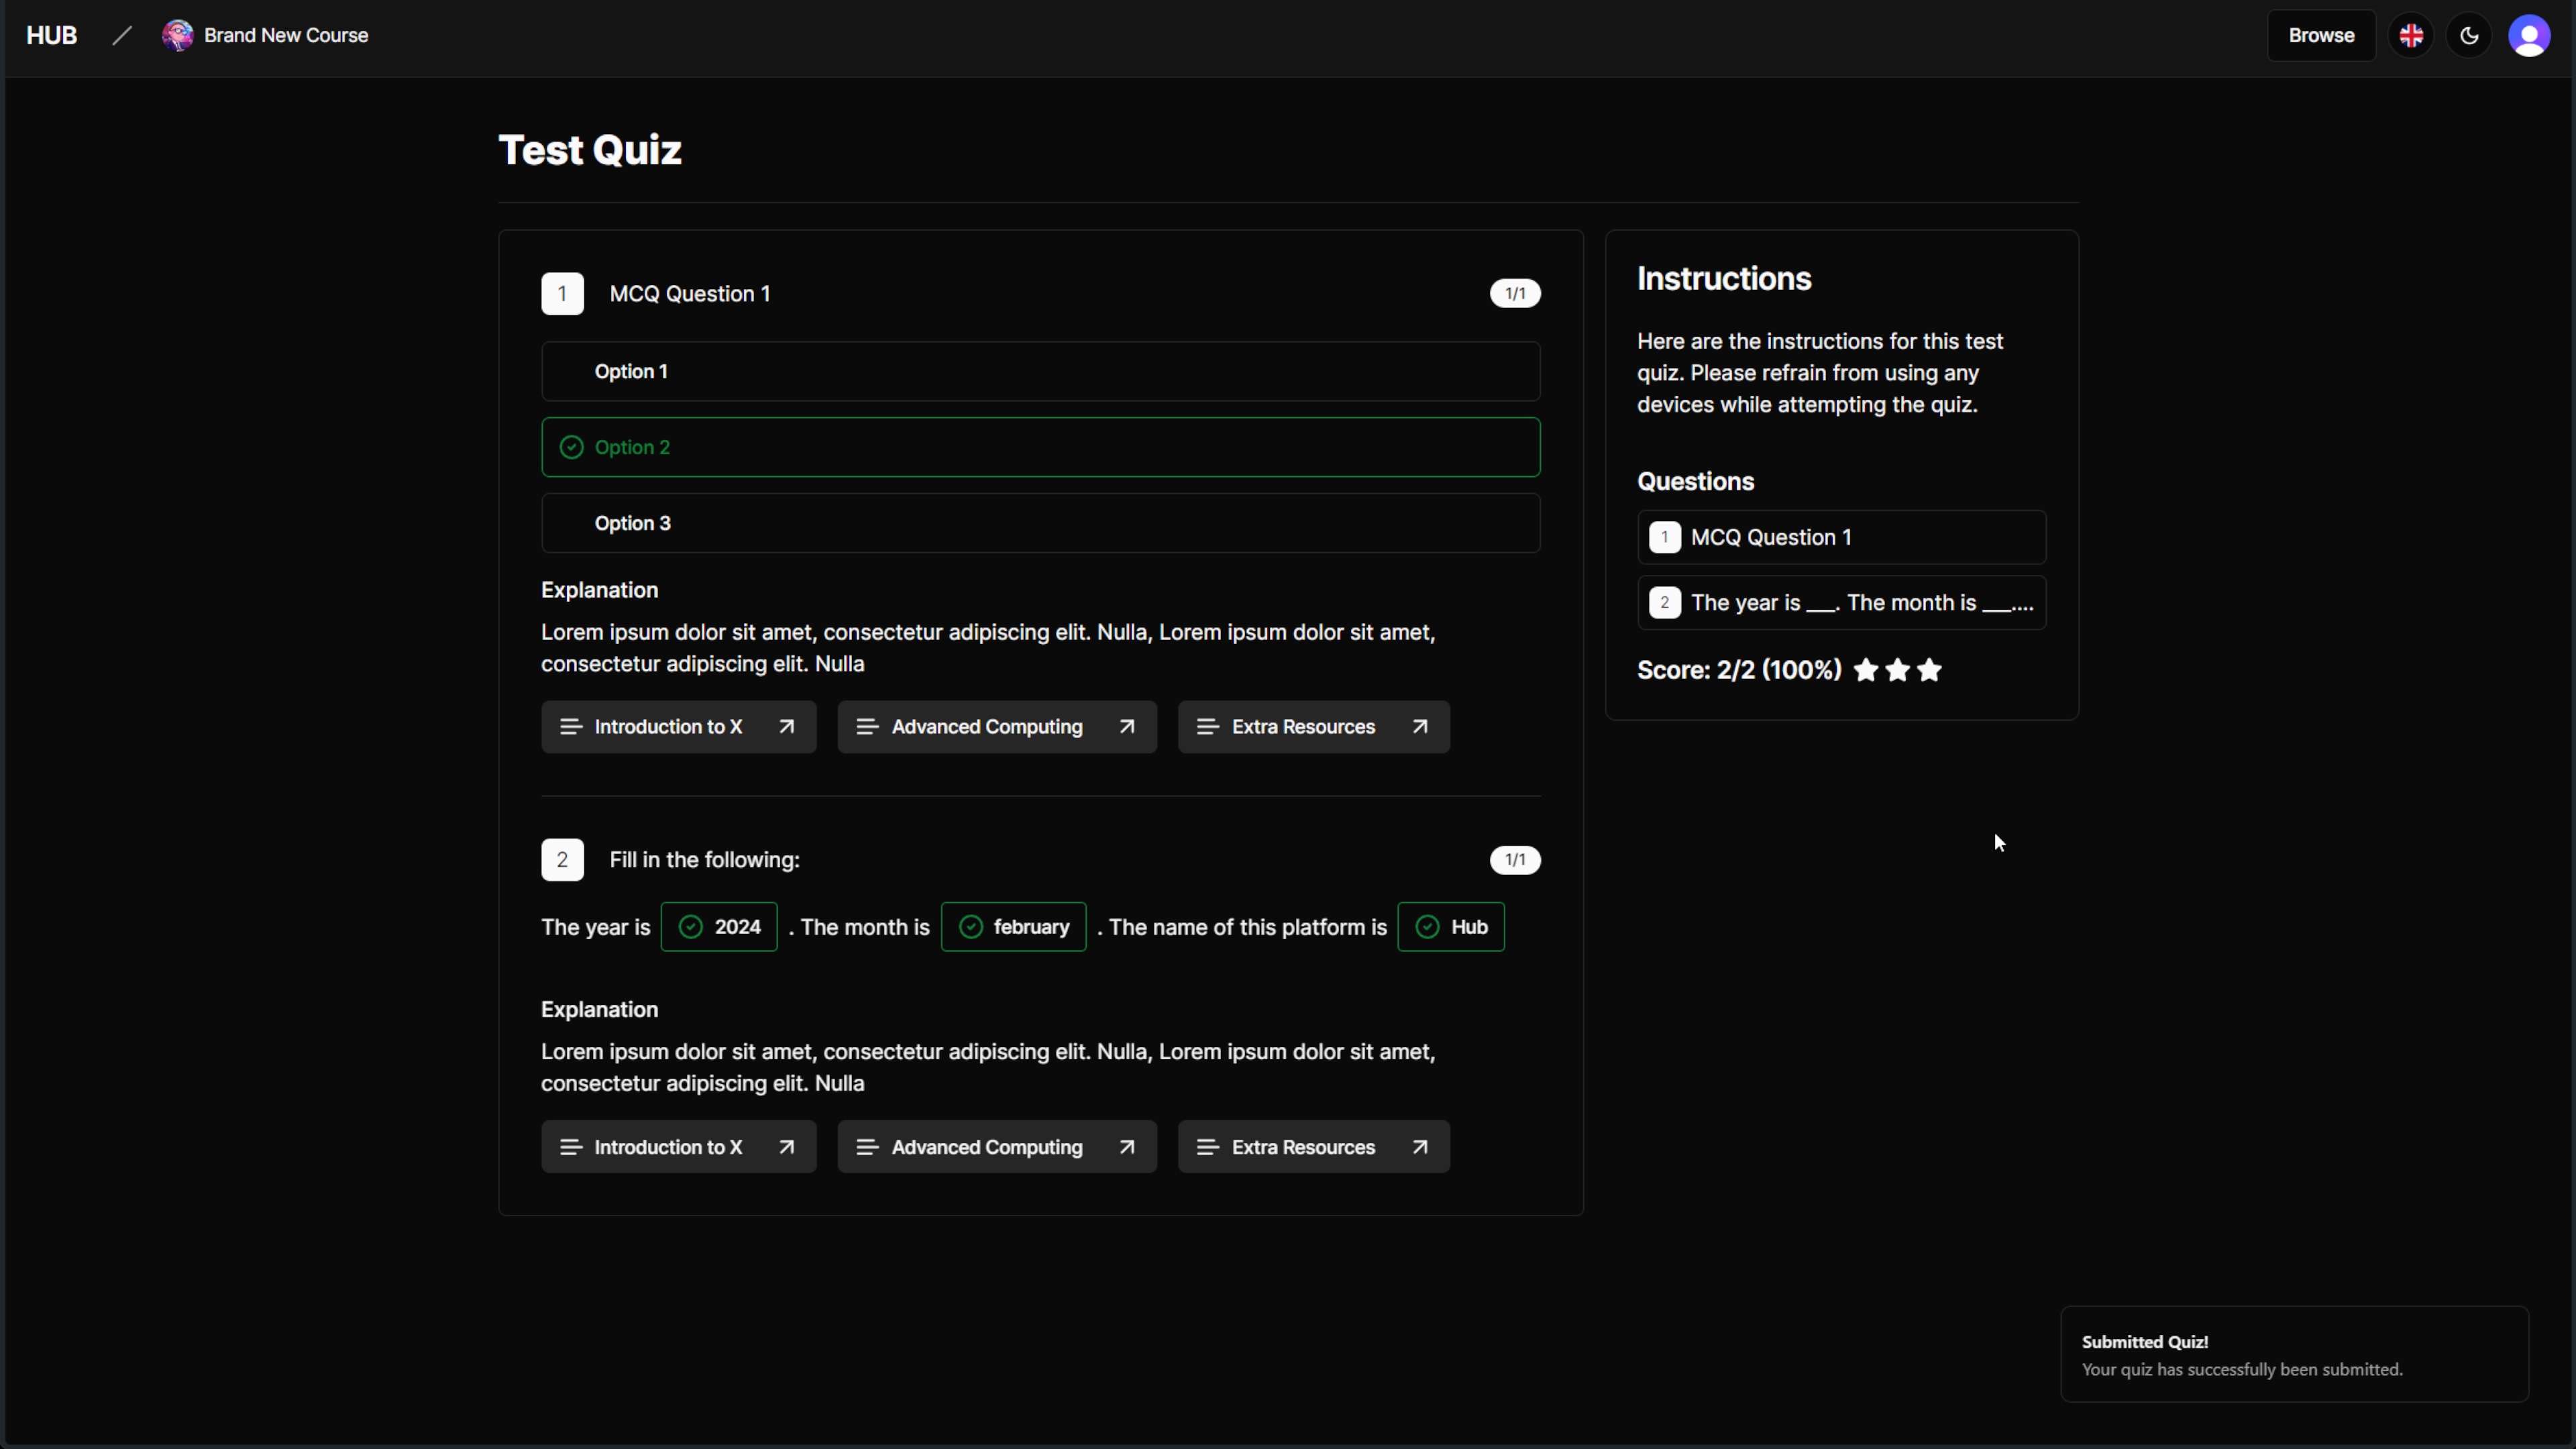 HUB / Brand New Course Browse
Test Quiz
1 MCQ Question 1 1/1
Option 1
Option 2
Option 3
Explanation
Lorem ipsum dolor sit amet, consectetur adipiscing elit. Nulla, Lorem ipsum dolor sit amet,
consectetur adipiscing elit. Nulla
Introduction to X Advanced Computing Extra Resources
2 Fill in the following: 1/1
The year is 2024 . The month is february . The name of this platform is Hub
Explanation
Lorem ipsum dolor sit amet, consectetur adipiscing elit. Nulla, Lorem ipsum dolor sit amet,
consectetur adipiscing elit. Nulla
Introduction to X Advanced Computing Extra Resources
Instructions
Here are the instructions for this test
quiz. Please refrain from using any
devices while attempting the quiz.
Questions
1 MCQ Question 1
2 The year is ___. The month is ___....
Score: 2/2 (100%)
Submitted Quiz!
Your quiz has successfully been submitted.